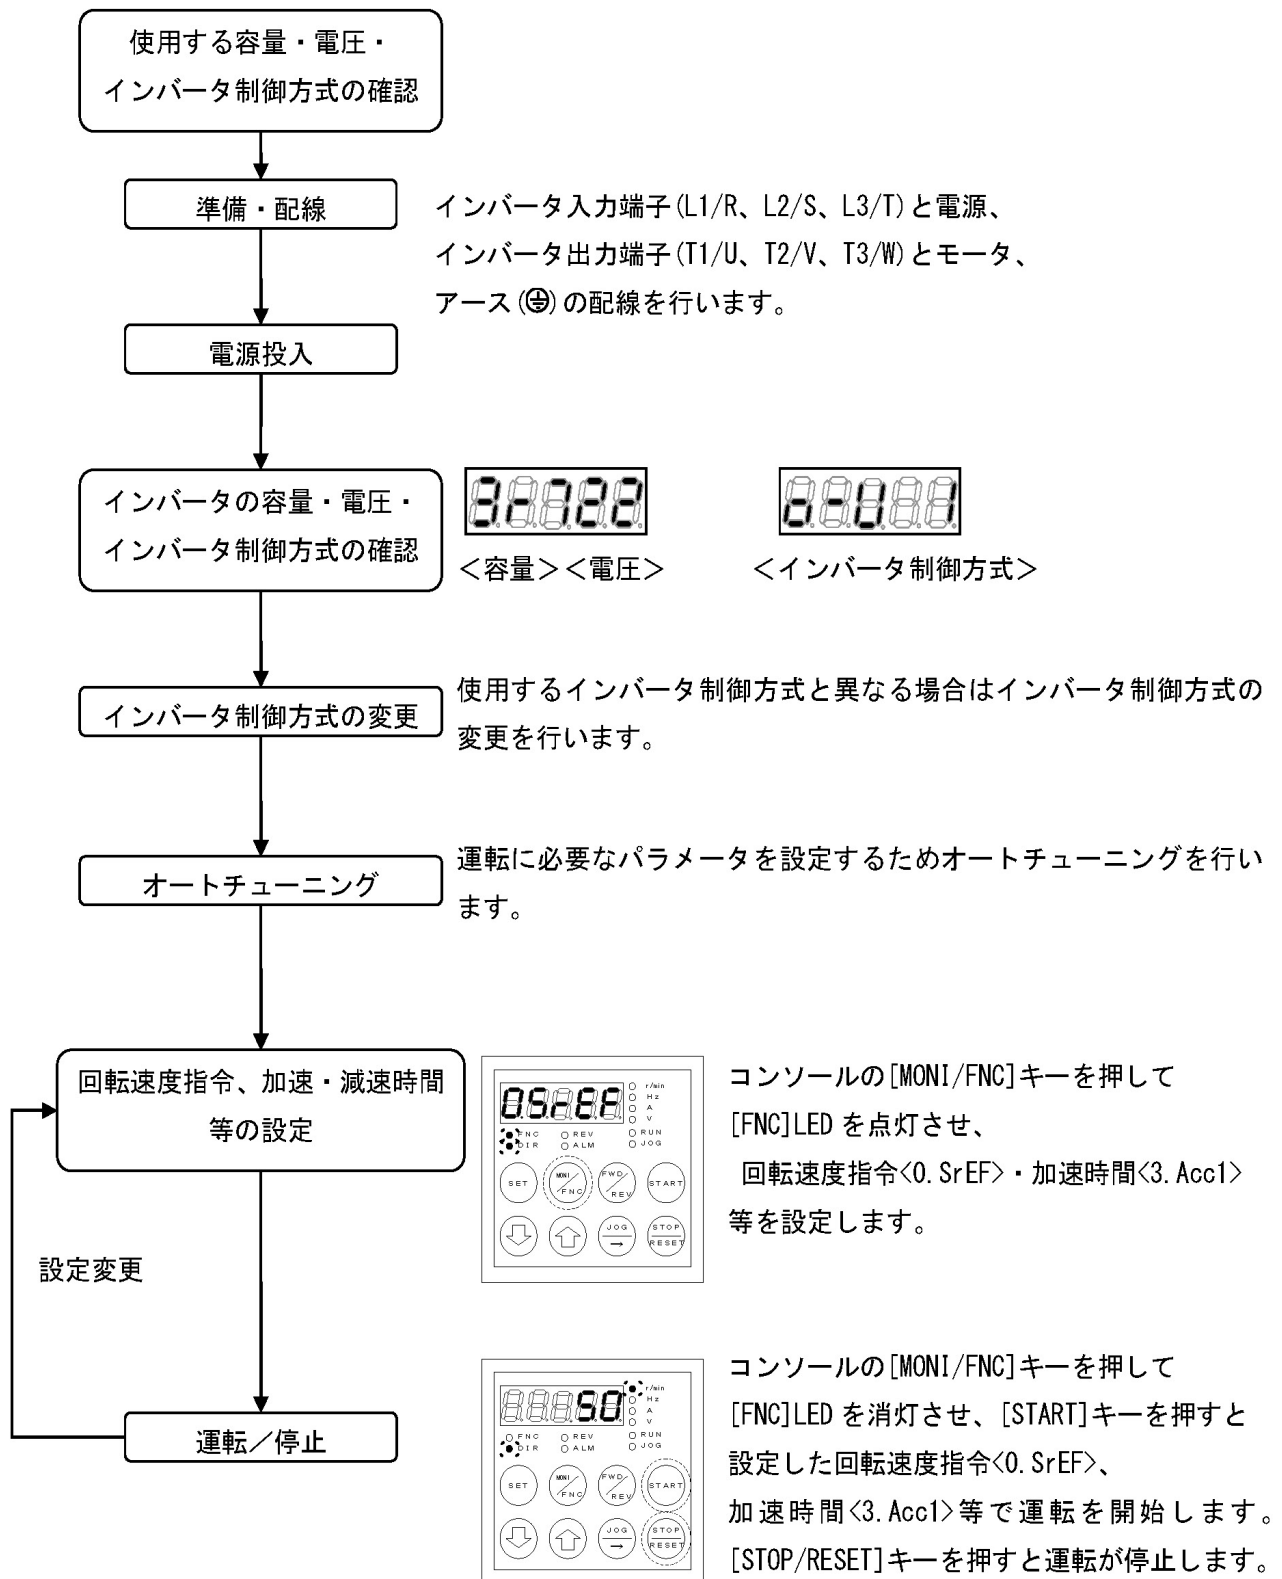 使用する容量・電圧・
インバータ制御方式の確認
準備・配線
インバータ入力端子(L1/R、L2/S、L3/T)と電源、
インバータ出力端子(T1/U、T2/V、T3/W)とモータ、
アース(⏚)の配線を行います。
電源投入
インバータの容量・電圧・
インバータ制御方式の確認
3r722
<容量><電圧>
n-U 1
<インバータ制御方式>
インバータ制御方式の変更
使用するインバータ制御方式と異なる場合はインバータ制御方式の
変更を行います。
オートチューニング
運転に必要なパラメータを設定するためオートチューニングを行い
ます。
回転速度指令、加速・減速時間
等の設定
0.SrEF
r/min
Hz
A
V
FNC REV RUN
DIR ALM JOG
SET MONI/FNC FWD/REV START
JOG → STOP/RESET
コンソールの[MONI/FNC]キーを押して
[FNC]LEDを点灯させ、
回転速度指令<0.SrEF>・加速時間<3.Acc1>
等を設定します。
設定変更
運転／停止
50
r/min
Hz
A
V
FNC REV RUN
DIR ALM JOG
SET MONI/FNC FWD/REV START
JOG → STOP/RESET
コンソールの[MONI/FNC]キーを押して
[FNC]LEDを消灯させ、[START]キーを押すと
設定した回転速度指令<0.SrEF>、
加速時間<3.Acc1>等で運転を開始します。
[STOP/RESET]キーを押すと運転が停止します。